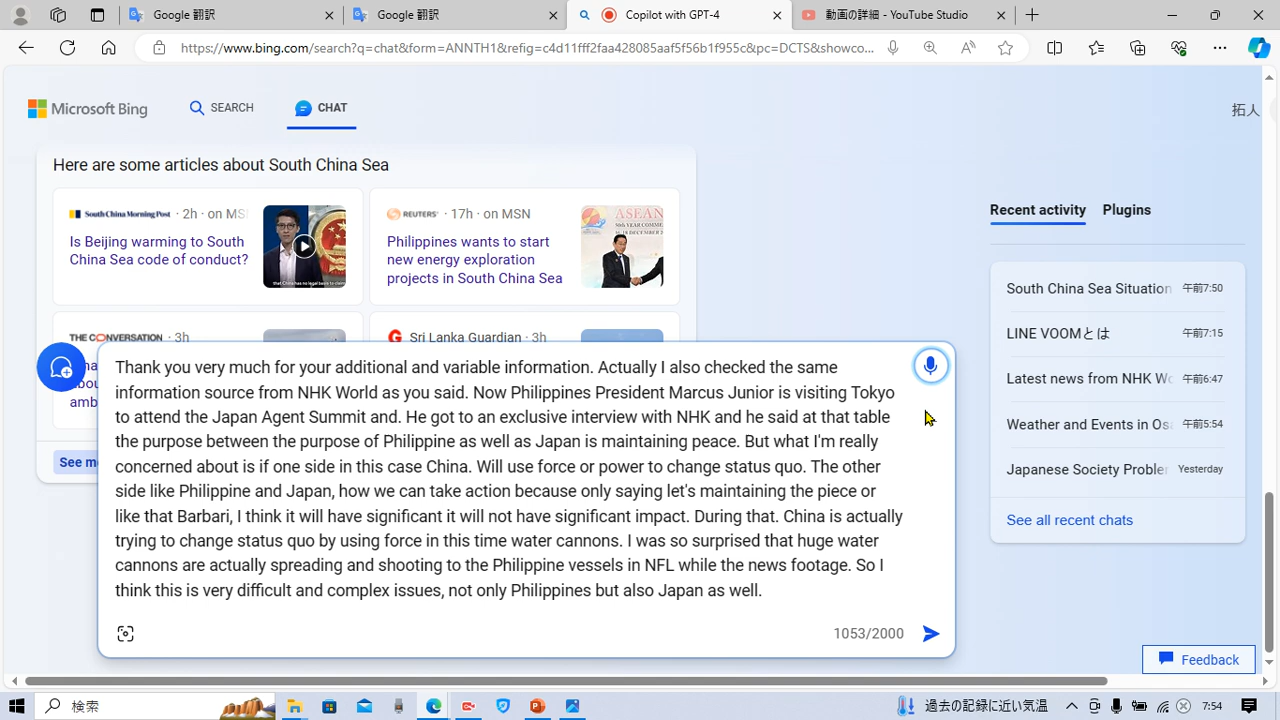 Google 翻訳
Google 翻訳
Copilot with GPT-4
動画の詳細 - YouTube Studio
https://www.bing.com/search?q=chat&form=ANNTH1&refig=c4d11fff2faa428085aaf5f56b1f955c&pc=DCTS&showco...
Microsoft Bing
SEARCH
CHAT
拓人
Here are some articles about South China Sea
South China Morning Post · 2h · on MS
Is Beijing warming to South
China Sea code of conduct?
REUTERS · 17h · on MSN
Philippines wants to start
new energy exploration
projects in South China Sea
THE CONVERSATION · 3h
Sri Lanka Guardian · 3h
See m
Thank you very much for your additional and variable information. Actually I also checked the same
information source from NHK World as you said. Now Philippines President Marcus Junior is visiting Tokyo
to attend the Japan Agent Summit and. He got to an exclusive interview with NHK and he said at that table
the purpose between the purpose of Philippine as well as Japan is maintaining peace. But what I'm really
concerned about is if one side in this case China. Will use force or power to change status quo. The other
side like Philippine and Japan, how we can take action because only saying let's maintaining the piece or
like that Barbari, I think it will have significant it will not have significant impact. During that. China is actually
trying to change status quo by using force in this time water cannons. I was so surprised that huge water
cannons are actually spreading and shooting to the Philippine vessels in NFL while the news footage. So I
think this is very difficult and complex issues, not only Philippines but also Japan as well.
1053/2000
Recent activity
Plugins
South China Sea Situation 午前7:50
LINE VOOMとは 午前7:15
Latest news from NHK Wo 午前6:47
Weather and Events in Osa 午前5:54
Japanese Society Probler Yesterday
See all recent chats
Feedback
検索
過去の記録に近い気温
7:54